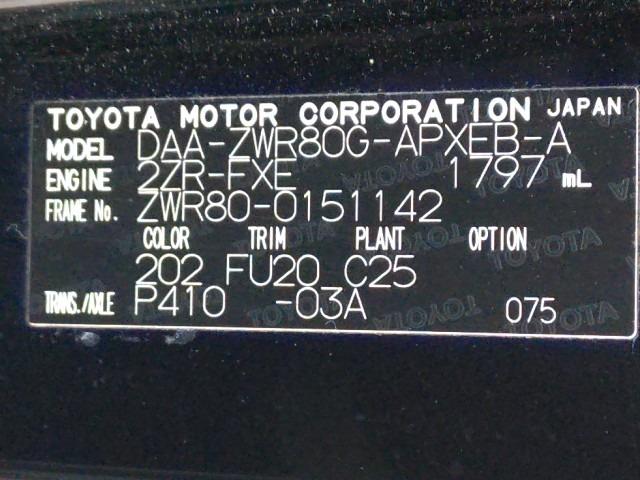 TOYOTA MOTOR CORPORATION JAPAN
MODEL DAA-ZWR80G-APXEB-A
ENGINE 2ZR-FXE 1797 mL
FRAME No. ZWR80-0151142
COLOR TRIM PLANT OPTION
202 FU20 C25
TRANS./AXLE P410 -03A 075